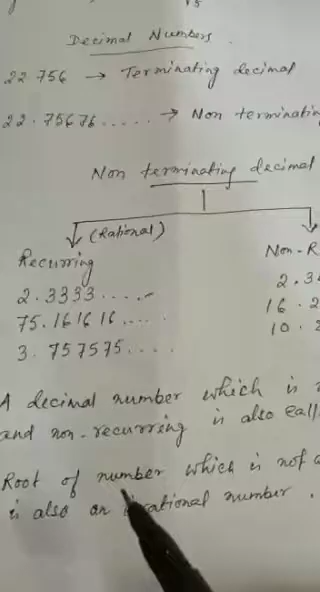 √5
Decimal Numbers.
22.756 → Terminating decimal
22.75676..... → Non terminatin
Non terminating decimal
(Rational)
Recurring
Non-R
2.3333.....
2.3
75.161616....
16.2
3.757575....
10.2
A decimal number which is
and non-recurring is also call
Root of number which is not a
is also an irrational number.